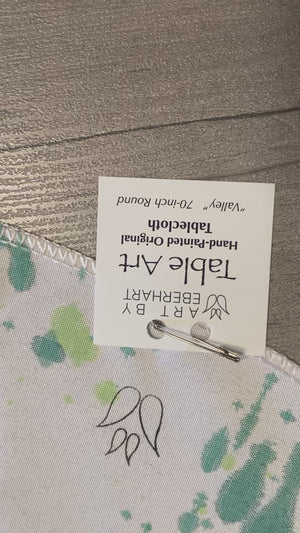 ART BY
EBERHART
Table Art
Hand-Painted Original
Tablecloth
"Valley" 70-inch Round